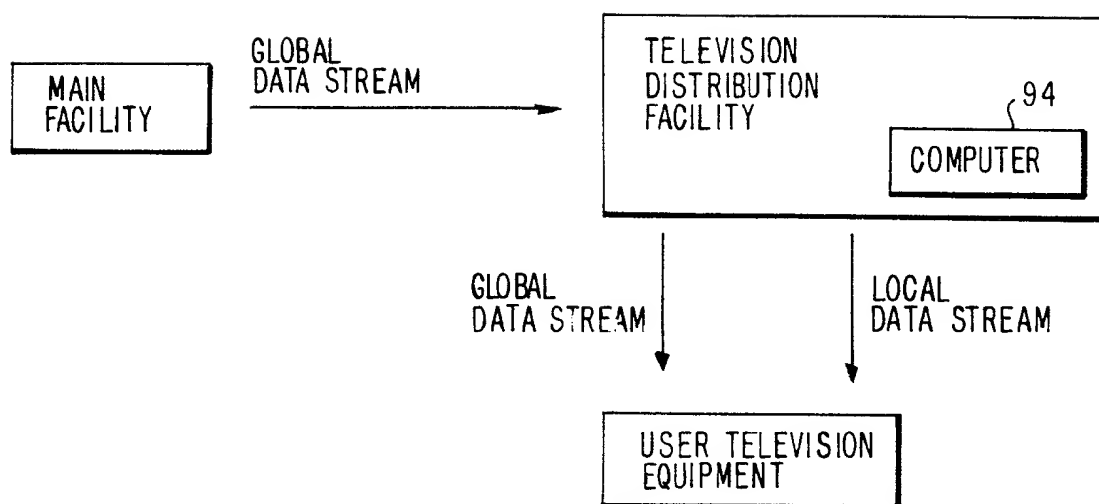 MAIN
FACILITY
GLOBAL
DATA STREAM
TELEVISION
DISTRIBUTION
FACILITY
94
COMPUTER
GLOBAL
DATA STREAM
LOCAL
DATA STREAM
USER TELEVISION
EQUIPMENT